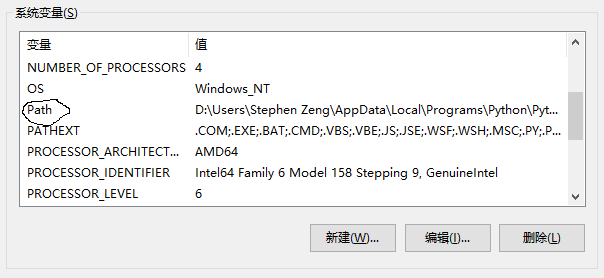 系统变量(S)
变量 值
NUMBER_OF_PROCESSORS 4
OS Windows_NT
Path D:\Users\Stephen Zeng\AppData\Local\Programs\Python\Pyt...
PATHEXT .COM;.EXE;.BAT;.CMD;.VBS;.VBE;.JS;.JSE;.WSF;.WSH;.MSC;.PY;.P...
PROCESSOR_ARCHITECT... AMD64
PROCESSOR_IDENTIFIER Intel64 Family 6 Model 158 Stepping 9, GenuineIntel
PROCESSOR_LEVEL 6
新建(W)... 编辑(I)... 删除(L)